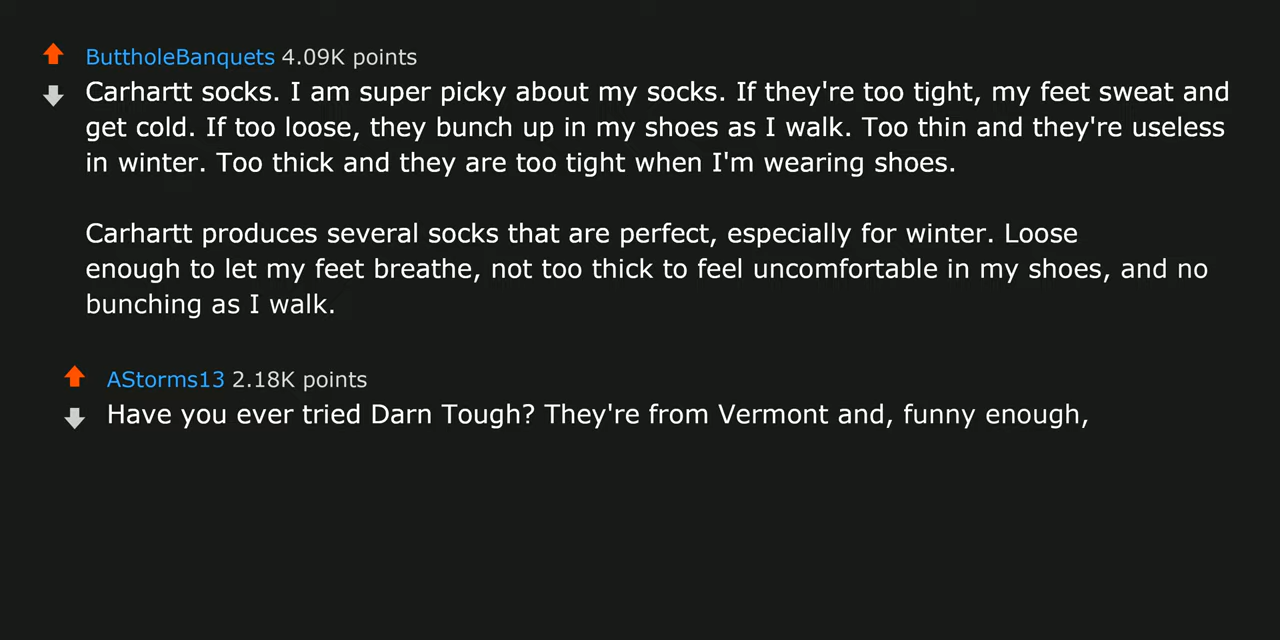 ButtholeBanquets 4.09K points
Carhartt socks. I am super picky about my socks. If they're too tight, my feet sweat and
get cold. If too loose, they bunch up in my shoes as I walk. Too thin and they're useless
in winter. Too thick and they are too tight when I'm wearing shoes.
Carhartt produces several socks that are perfect, especially for winter. Loose
enough to let my feet breathe, not too thick to feel uncomfortable in my shoes, and no
bunching as I walk.
AStorms13 2.18K points
Have you ever tried Darn Tough? They're from Vermont and, funny enough,